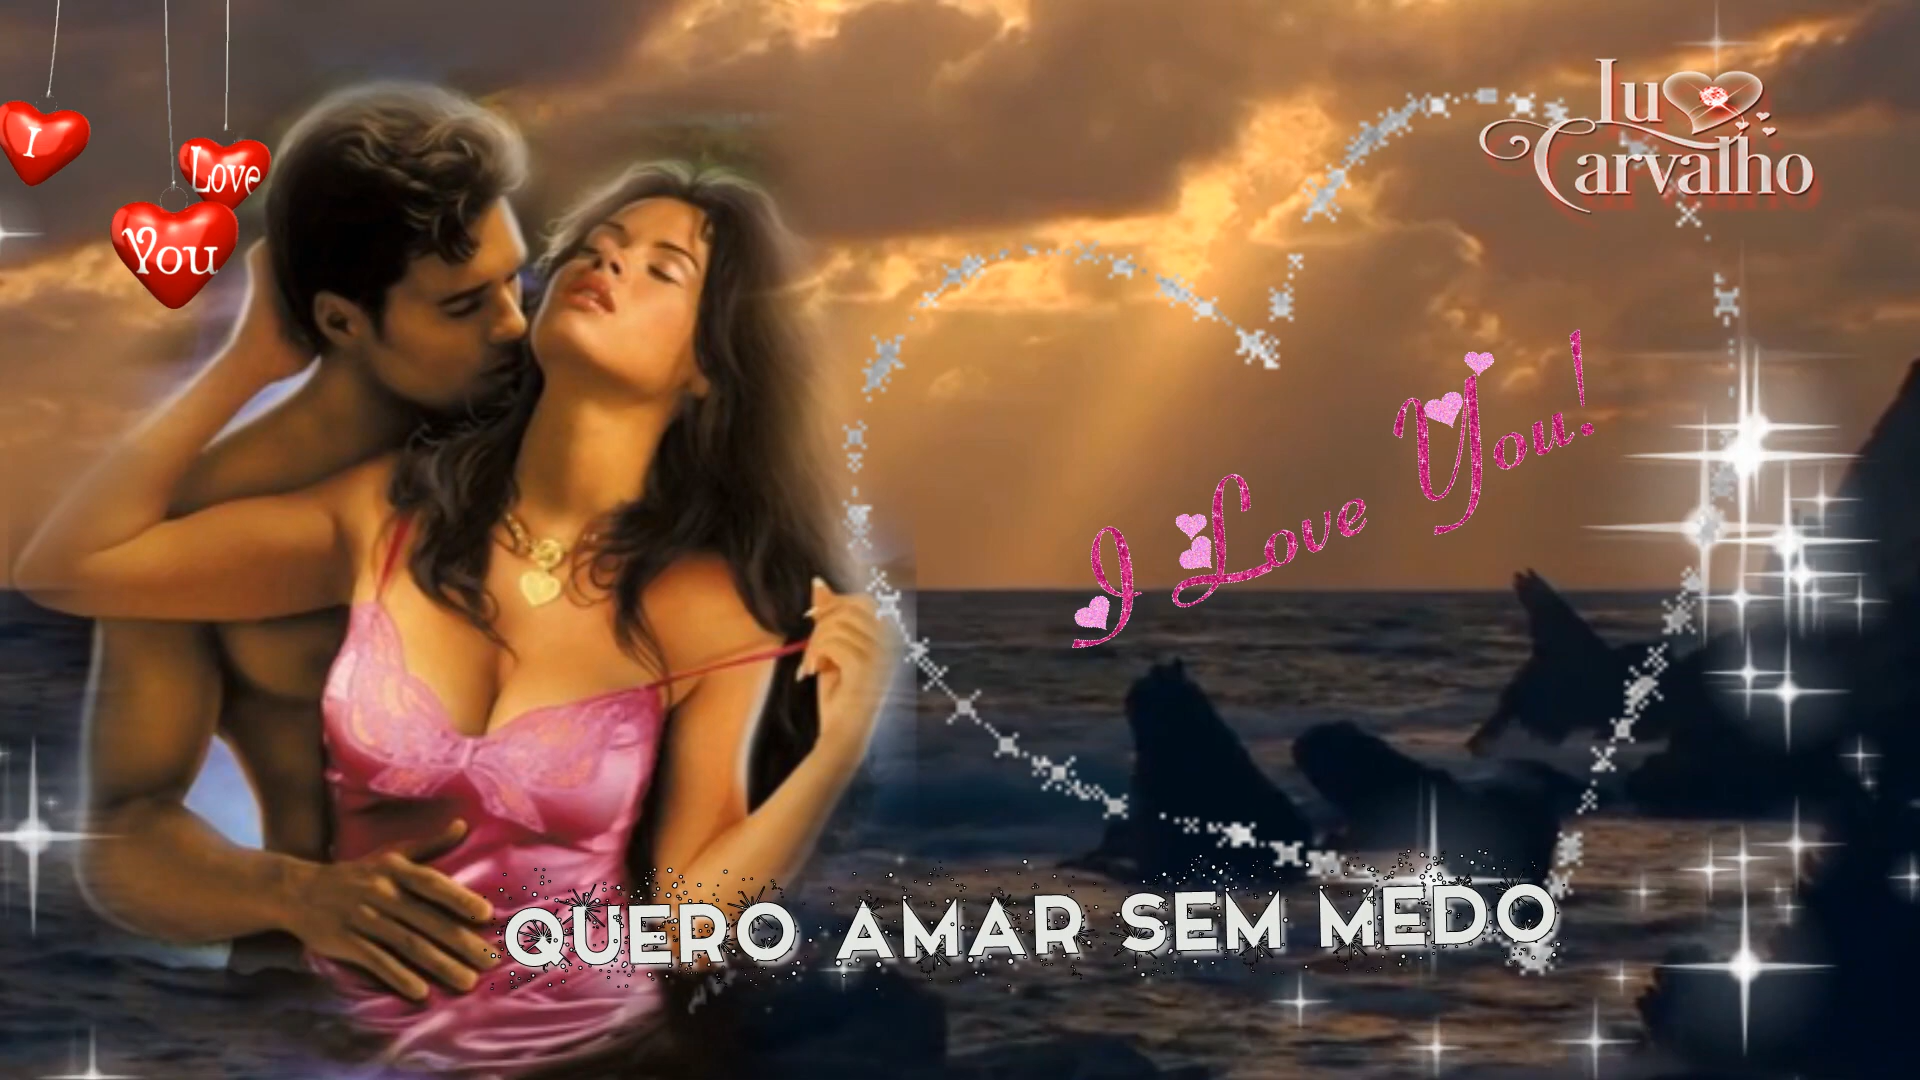 I
Love
You
Lu
Carvalho
I Love You!
QUERO AMAR SEM MEDO